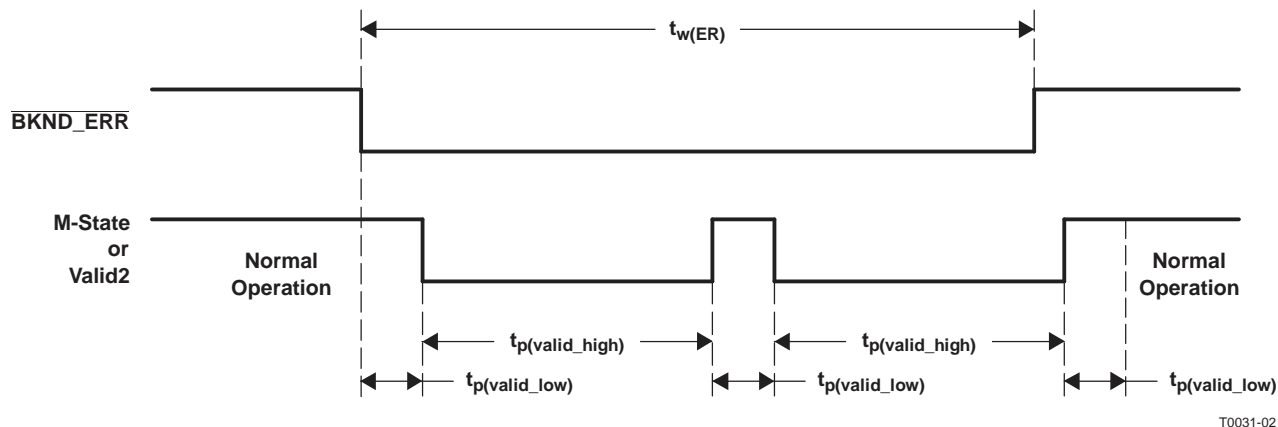 tw(ER)
BKND_ERR
M-State
or
Valid2
Normal
Operation
Normal
Operation
tp(valid_high)
tp(valid_high)
tp(valid_low)
tp(valid_low)
tp(valid_low)
T0031-02